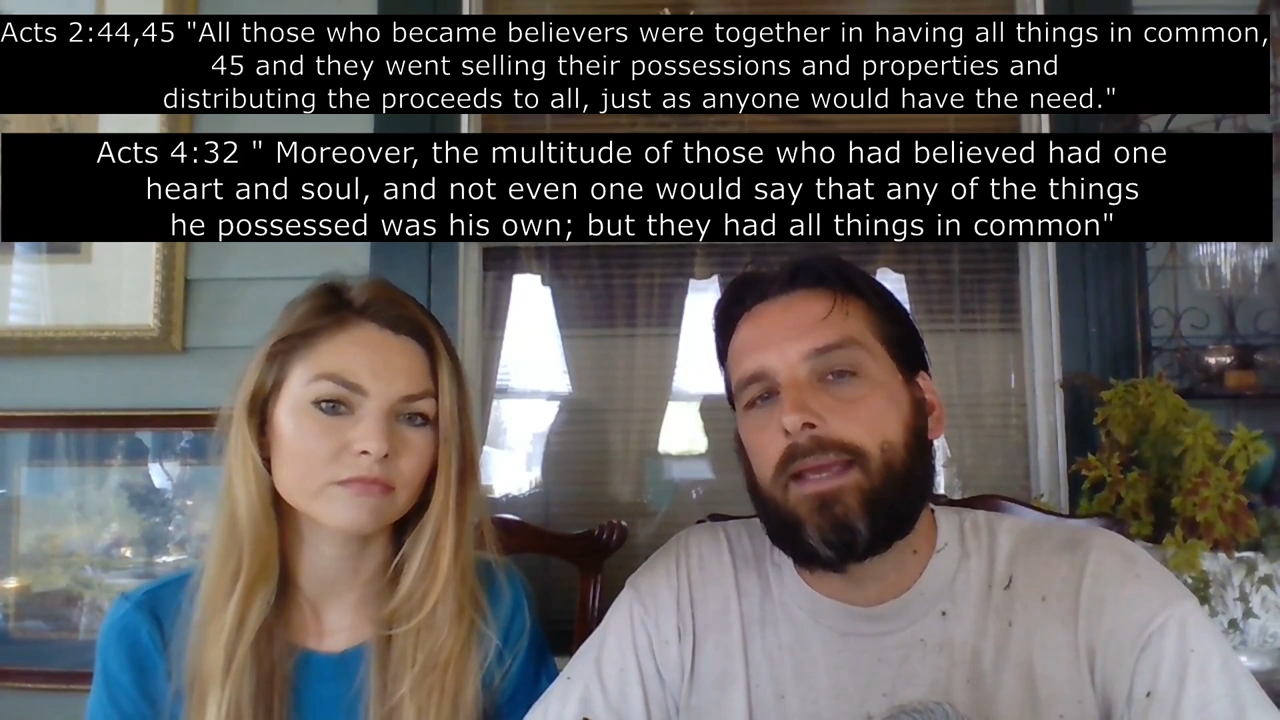 Acts 2:44,45 "All those who became believers were together in having all things in common,
45 and they went selling their possessions and properties and
distributing the proceeds to all, just as anyone would have the need."
Acts 4:32 " Moreover, the multitude of those who had believed had one
heart and soul, and not even one would say that any of the things
he possessed was his own; but they had all things in common"